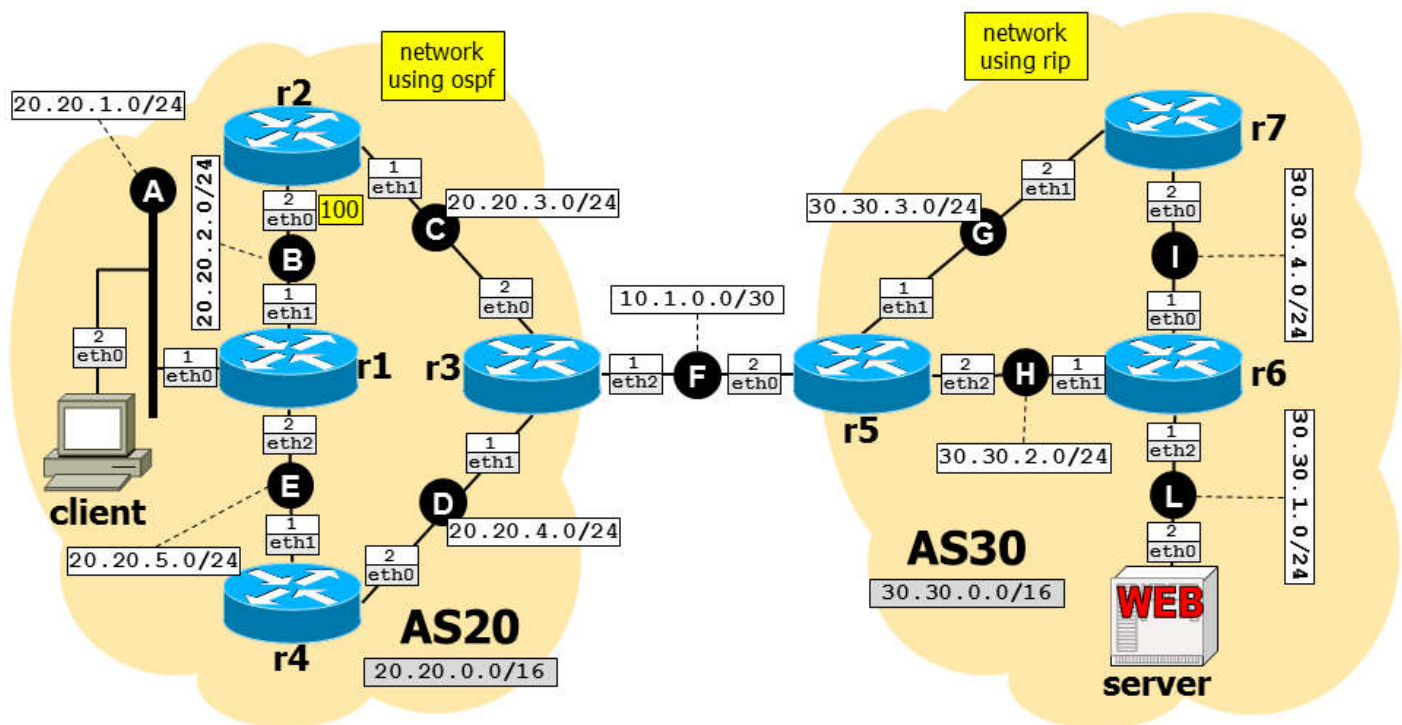 network
using ospf
network
using rip
r2
20.20.1.0/24
r7
A
20.20.2.0/24
1
eth1
2
eth0
100
20.20.3.0/24
C
30.30.3.0/24
G
2
eth1
2
eth0
30.30.4.0/24
B
I
1
eth1
2
eth0
10.1.0.0/30
1
eth1
1
eth0
2
eth0
1
eth0
r1
r3
1
eth2
F
2
eth0
r5
2
eth2
H
1
eth1
r6
2
eth2
1
eth1
30.30.2.0/24
1
eth2
30.30.1.0/24
client
E
D
20.20.4.0/24
L
20.20.5.0/24
1
eth1
2
eth0
AS30
30.30.0.0/16
2
eth0
WEB
r4
AS20
20.20.0.0/16
server